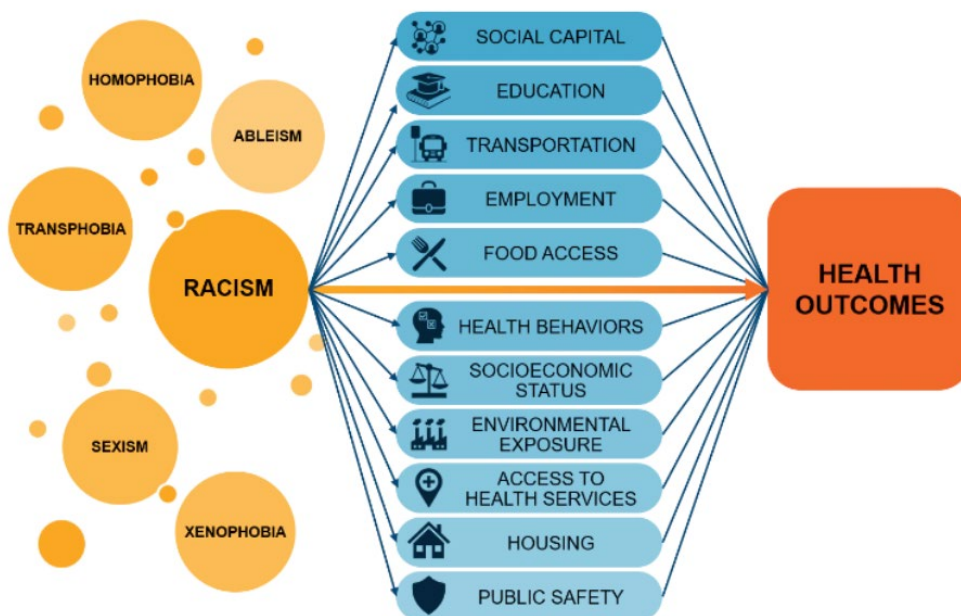 HOMOPHOBIA
ABLEISM
TRANSPHOBIA
RACISM
SEXISM
XENOPHOBIA
SOCIAL CAPITAL
EDUCATION
TRANSPORTATION
EMPLOYMENT
FOOD ACCESS
HEALTH BEHAVIORS
SOCIOECONOMIC
STATUS
ENVIRONMENTAL
EXPOSURE
ACCESS TO
HEALTH SERVICES
HOUSING
PUBLIC SAFETY
HEALTH
OUTCOMES